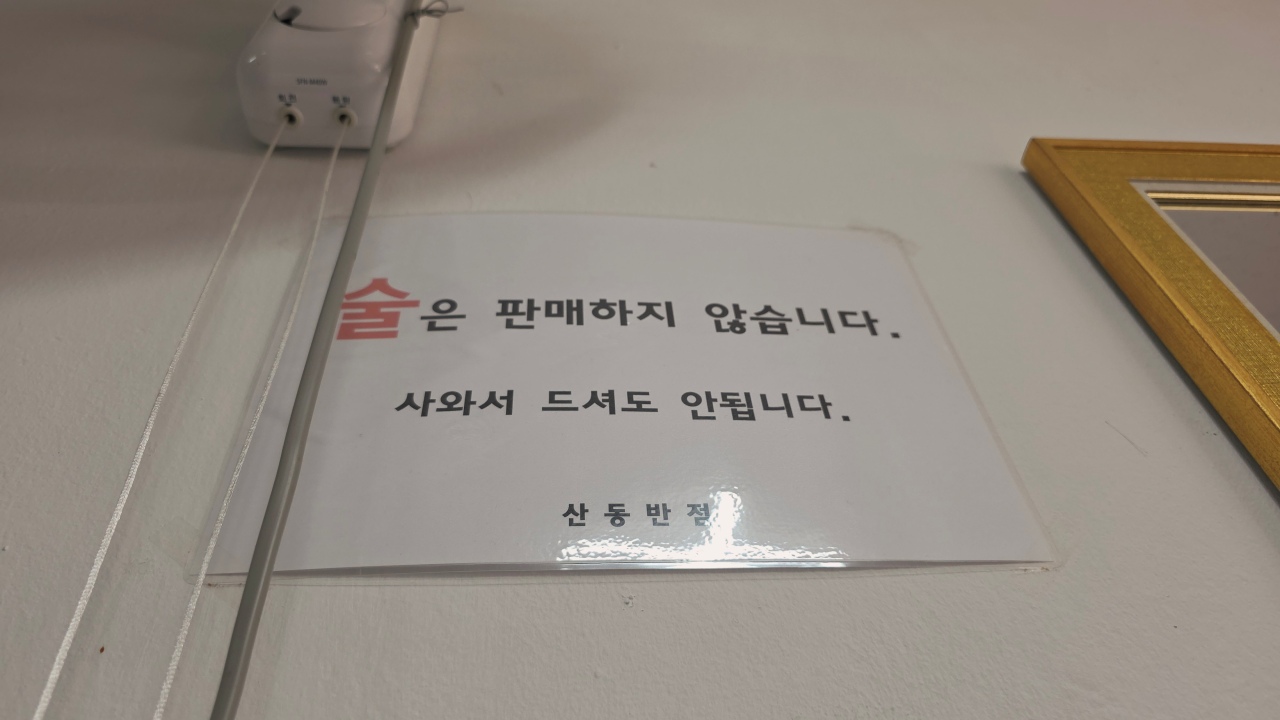 술은 판매하지 않습니다.
사와서 드셔도 안됩니다.
산동반점